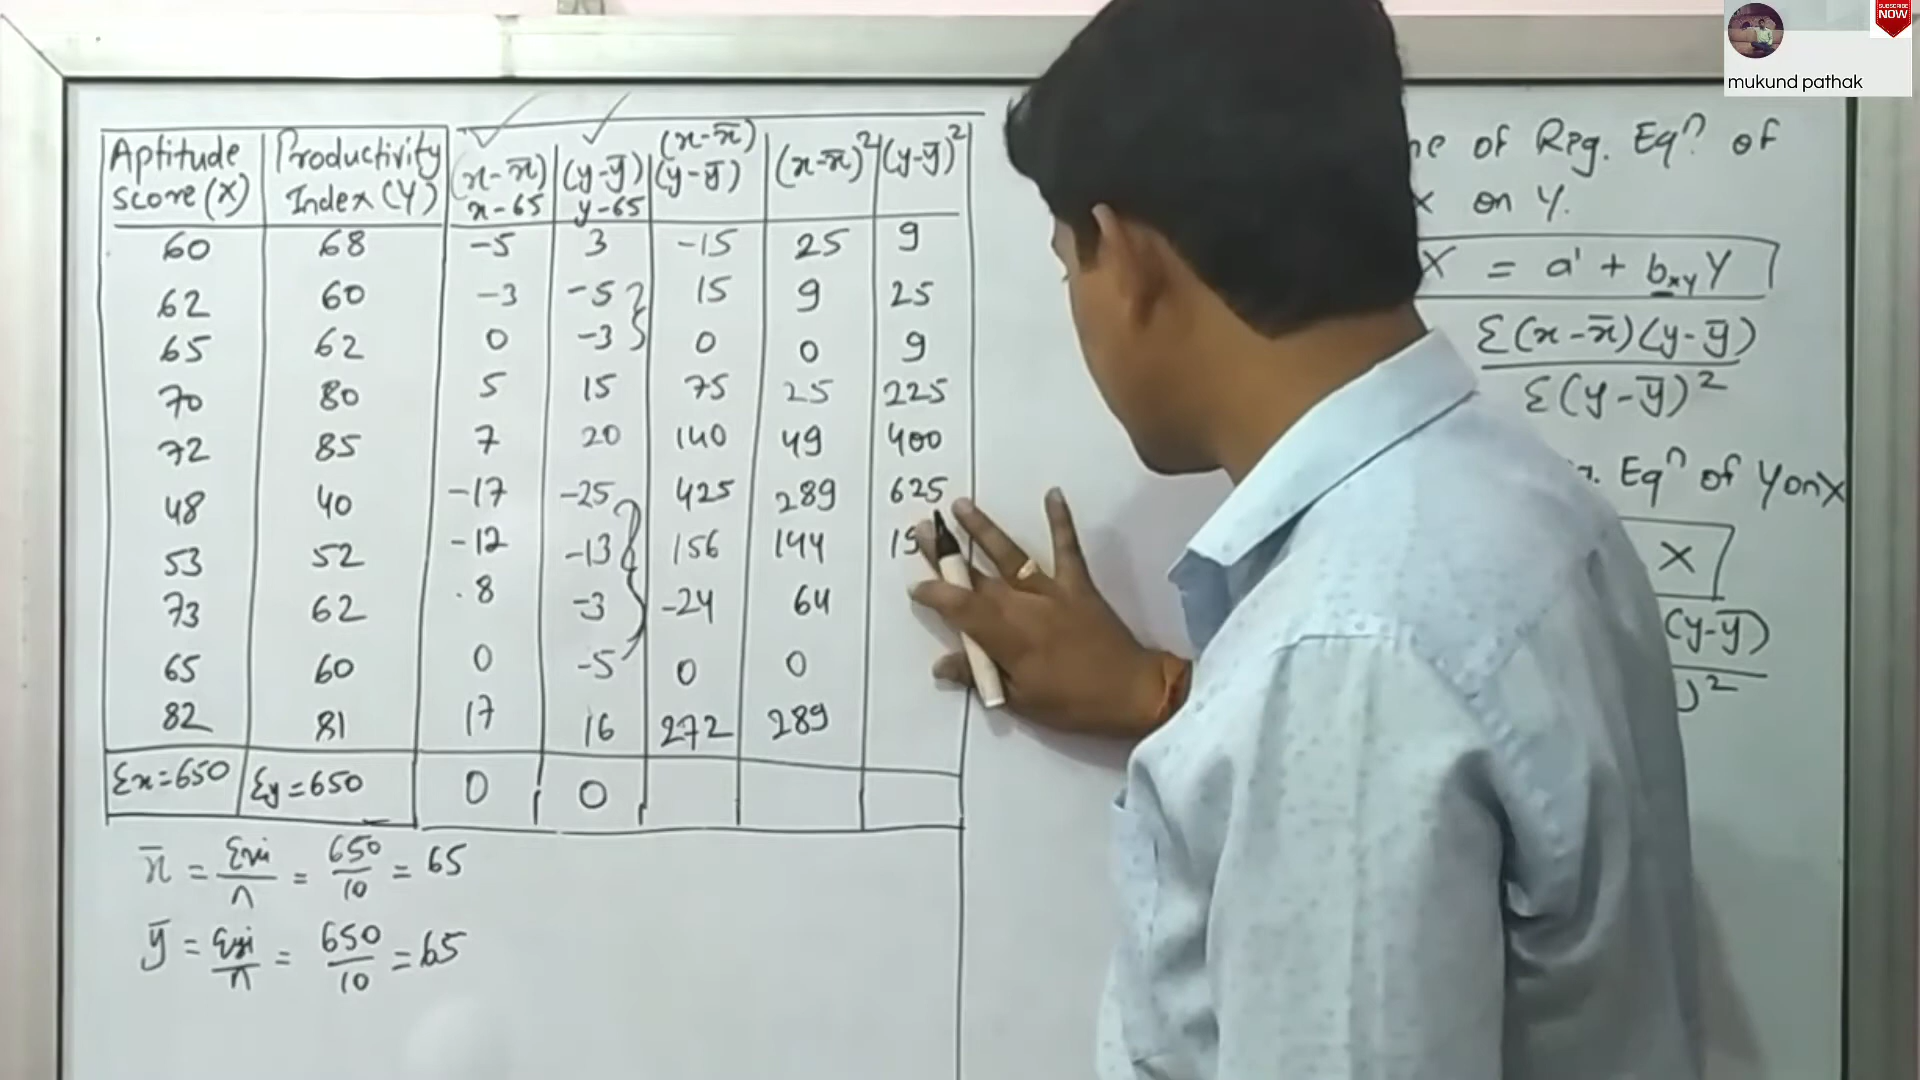 SUBSCRIBE
NOW
mukund pathak
Aptitude Score (X) | Productivity Index (Y) | (x-x̄) x-65 | (y-ȳ) y-65 | (x-x̄)(y-ȳ) | (x-x̄)² | (y-ȳ)²
60 68 -5 3 -15 25 9
62 60 -3 -5 15 9 25
65 62 0 -3 0 0 9
70 80 5 15 75 25 225
72 85 7 20 140 49 400
48 40 -17 -25 425 289 625
53 52 -12 -13 156 144
73 62 8 -3 -24 64
65 60 0 -5 0 0
82 81 17 16 272 289
Σx=650 Σy=650 0 0
x̄ = Σxi/n = 650/10 = 65
ȳ = Σyi/n = 650/10 = 65
of Reg. Eqⁿ of
X on Y.
X = a' + bxy Y
Σ(x-x̄)(y-ȳ)
Σ(y-ȳ)²
Eqⁿ of Y on X
X
(y-ȳ)